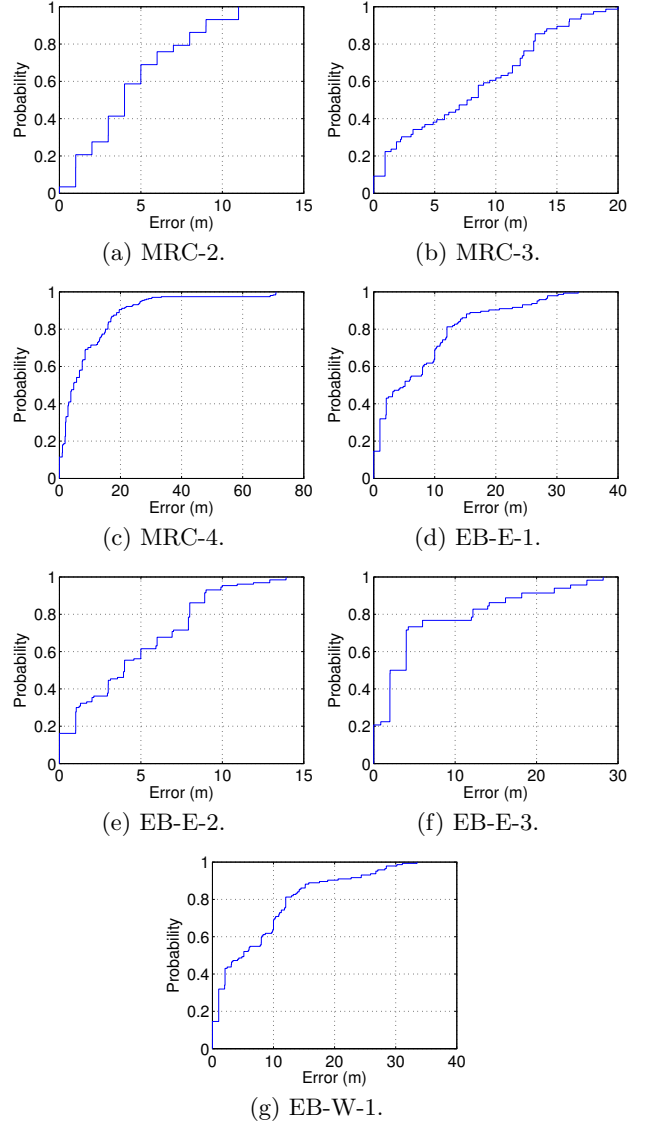 1
0.8
0.6
0.4
0.2
0
0 5 10 15
Probability
Error (m)
(a) MRC-2.
1
0.8
0.6
0.4
0.2
0
0 5 10 15 20
Probability
Error (m)
(b) MRC-3.
1
0.8
0.6
0.4
0.2
0
0 20 40 60 80
Probability
Error (m)
(c) MRC-4.
1
0.8
0.6
0.4
0.2
0
0 10 20 30 40
Probability
Error (m)
(d) EB-E-1.
1
0.8
0.6
0.4
0.2
0
0 5 10 15
Probability
Error (m)
(e) EB-E-2.
1
0.8
0.6
0.4
0.2
0
0 10 20 30
Probability
Error (m)
(f) EB-E-3.
1
0.8
0.6
0.4
0.2
0
0 10 20 30 40
Probability
Error (m)
(g) EB-W-1.